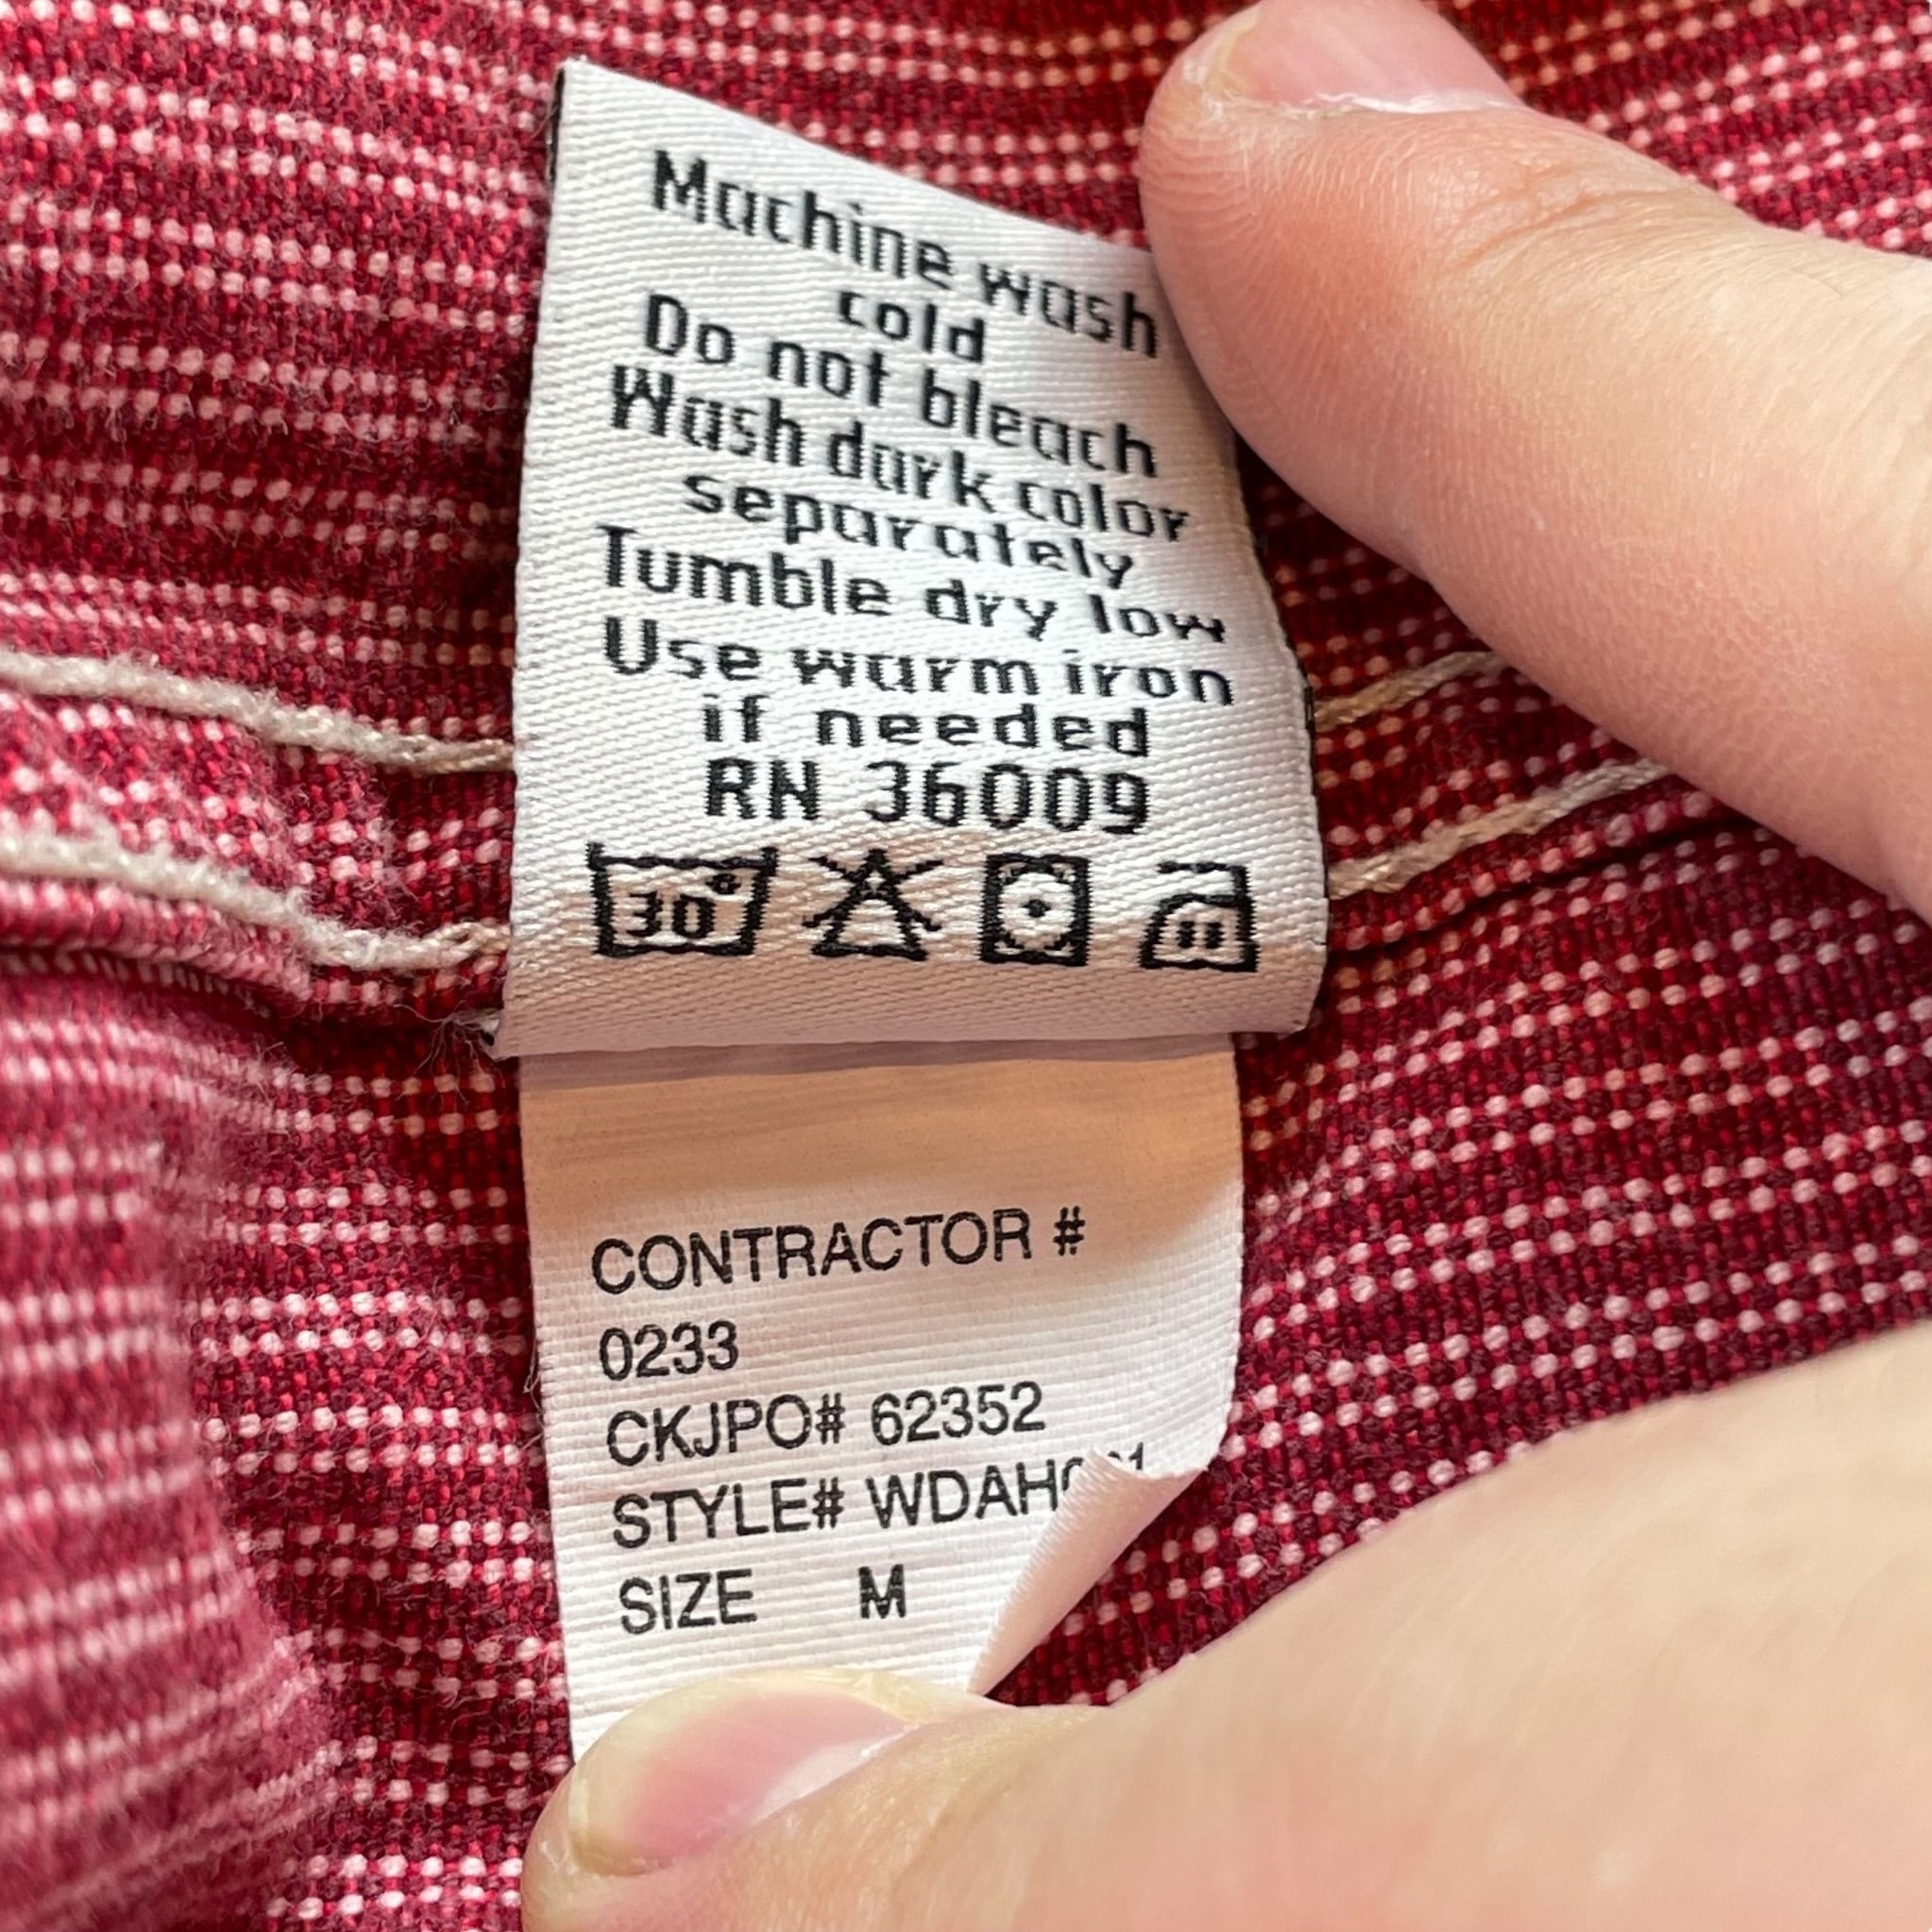 Machine wash
cold
Do not bleach
Wash dark color
separately
Tumble dry low
Use warm iron
if needed
RN 36009
30°
CONTRACTOR #
0233
CKJPO# 62352
STYLE#
SIZE M